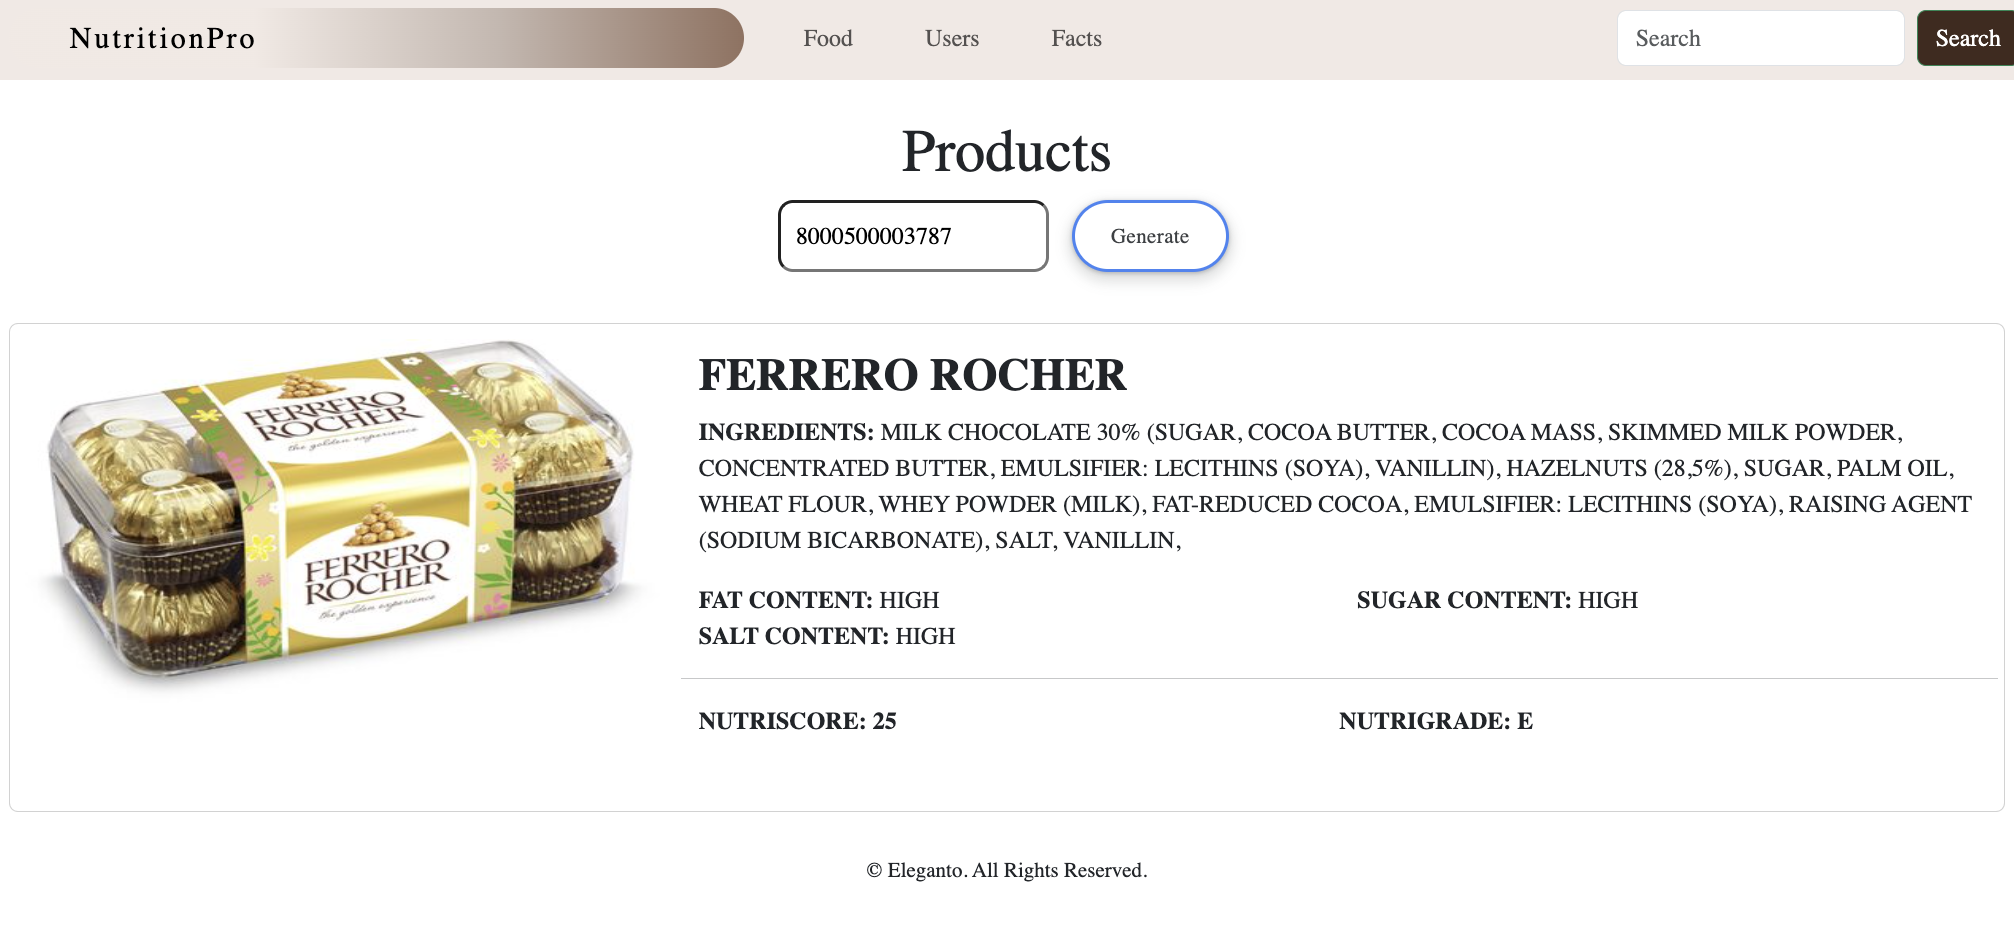 NutritionPro
Food
Users
Facts
Search
Search
Products
8000500003787
Generate
FERRERO
ROCHER
the golden experience
FERRERO
ROCHER
the golden experience
FERRERO ROCHER
INGREDIENTS: MILK CHOCOLATE 30% (SUGAR, COCOA BUTTER, COCOA MASS, SKIMMED MILK POWDER,
CONCENTRATED BUTTER, EMULSIFIER: LECITHINS (SOYA), VANILLIN), HAZELNUTS (28,5%), SUGAR, PALM OIL,
WHEAT FLOUR, WHEY POWDER (MILK), FAT-REDUCED COCOA, EMULSIFIER: LECITHINS (SOYA), RAISING AGENT
(SODIUM BICARBONATE), SALT, VANILLIN,
FAT CONTENT: HIGH
SUGAR CONTENT: HIGH
SALT CONTENT: HIGH
NUTRISCORE: 25
NUTRIGRADE: E
© Eleganto. All Rights Reserved.